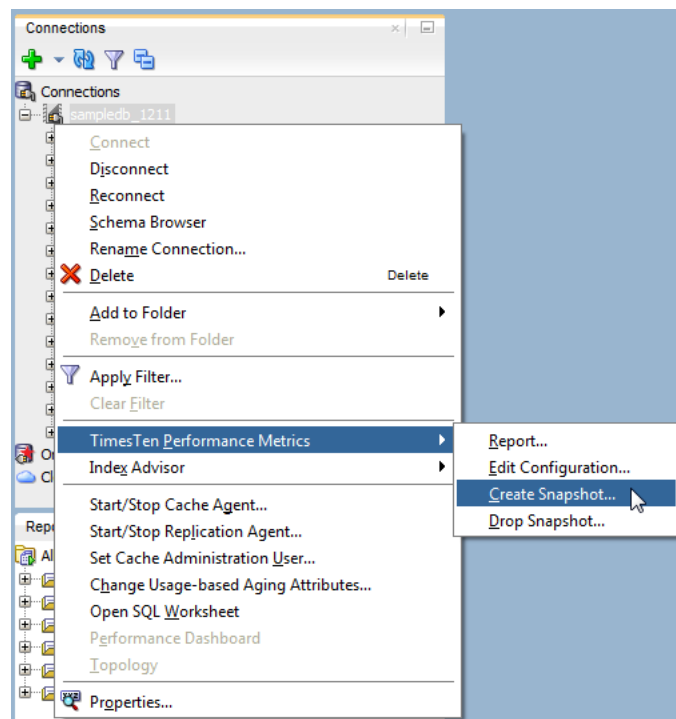 Connections
Connections
sampledb_1211
Connect
Disconnect
Reconnect
Schema Browser
Rename Connection...
Delete Delete
Add to Folder
Remove from Folder
Apply Filter...
Clear Filter
TimesTen Performance Metrics
Index Advisor
Report...
Edit Configuration...
Create Snapshot...
Drop Snapshot...
Start/Stop Cache Agent...
Start/Stop Replication Agent...
Set Cache Administration User...
Change Usage-based Aging Attributes...
Open SQL Worksheet
Performance Dashboard
Topology
Properties...
Al